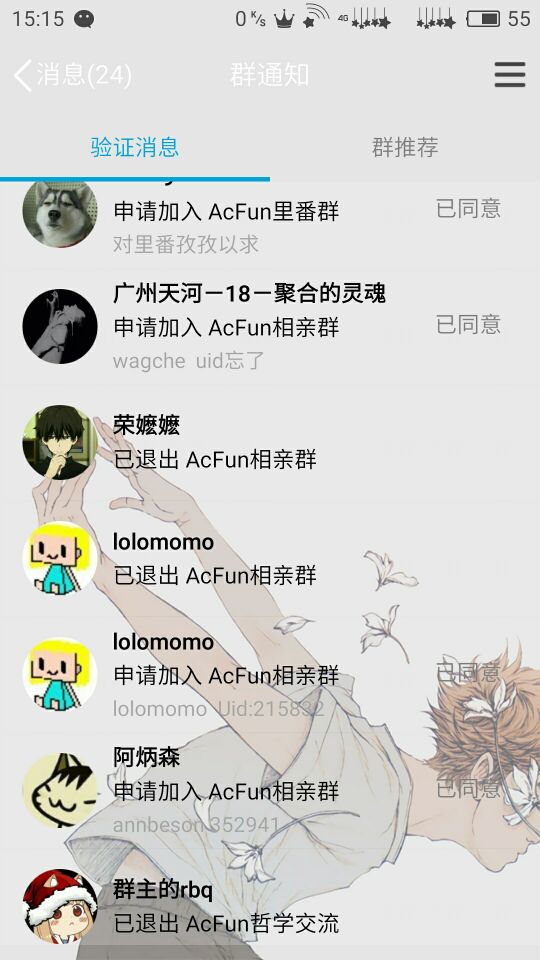 15:15
0 K/s
4G
55
消息(24)
群通知
验证消息
群推荐
申请加入 AcFun里番群
已同意
对里番孜孜以求
广州天河－18－聚合的灵魂
申请加入 AcFun相亲群
已同意
wagche uid忘了
荣嬷嬷
已退出 AcFun相亲群
lolomomo
已退出 AcFun相亲群
lolomomo
申请加入 AcFun相亲群
已同意
lolomomo Uid:215832
阿炳森
申请加入 AcFun相亲群
已同意
annbeson 352941
群主的rbq
已退出 AcFun哲学交流